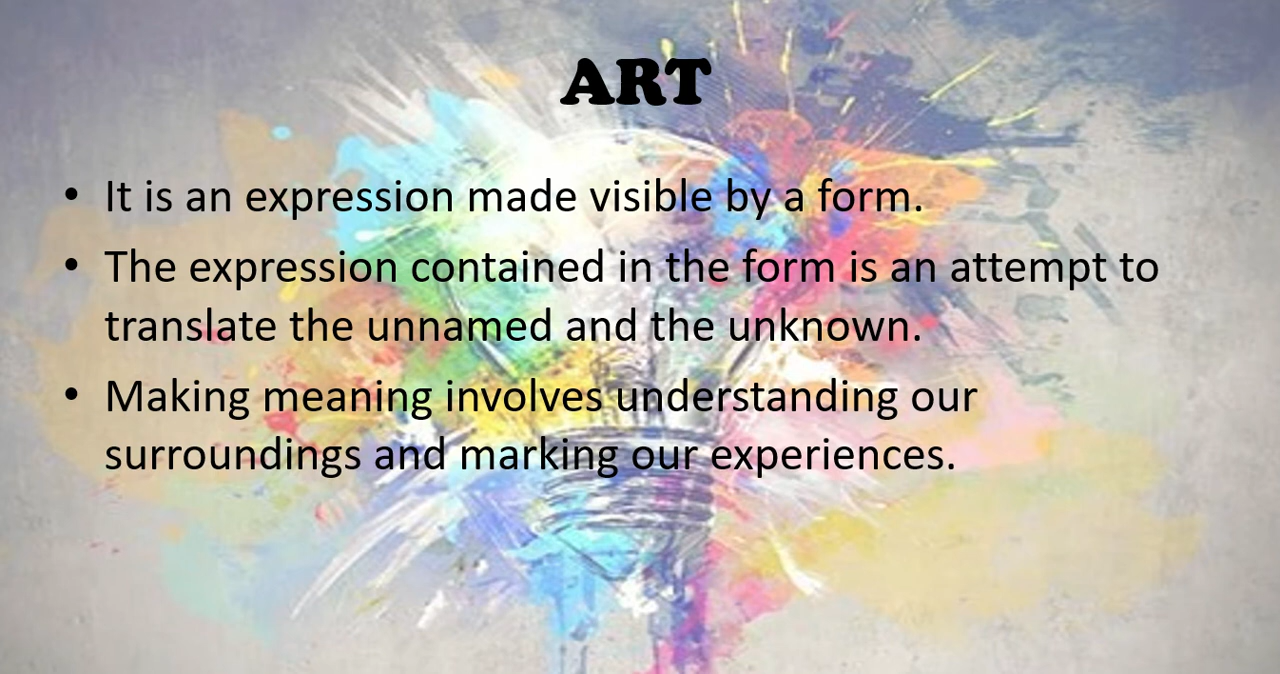 ART
• It is an expression made visible by a form.
• The expression contained in the form is an attempt to
translate the unnamed and the unknown.
• Making meaning involves understanding our
surroundings and marking our experiences.